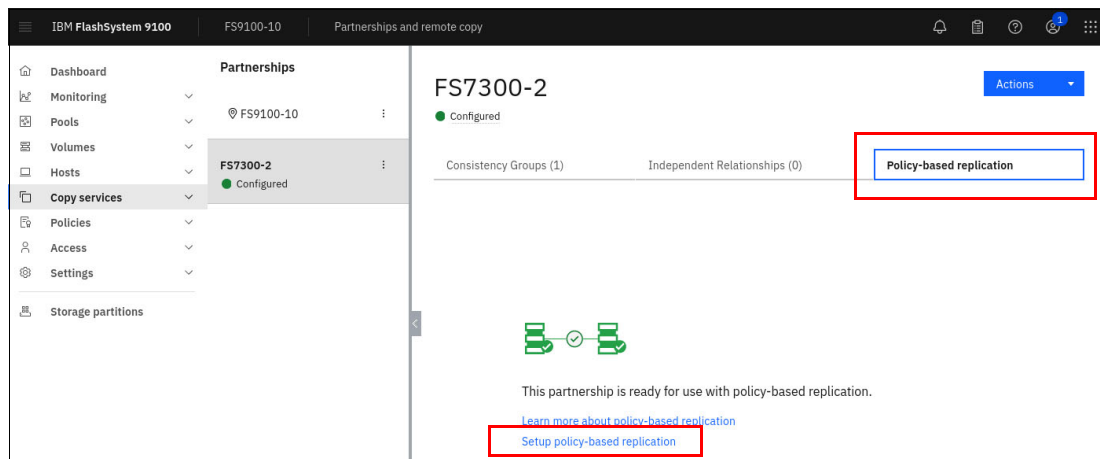 IBM FlashSystem 9100 FS9100-10 Partnerships and remote copy 1
Dashboard
Monitoring
Pools
Volumes
Hosts
Copy services
Policies
Access
Settings
Storage partitions
Partnerships
FS9100-10
FS7300-2
Configured
FS7300-2
Actions
Configured
Consistency Groups (1) Independent Relationships (0) Policy-based replication
This partnership is ready for use with policy-based replication.
Learn more about policy-based replication
Setup policy-based replication